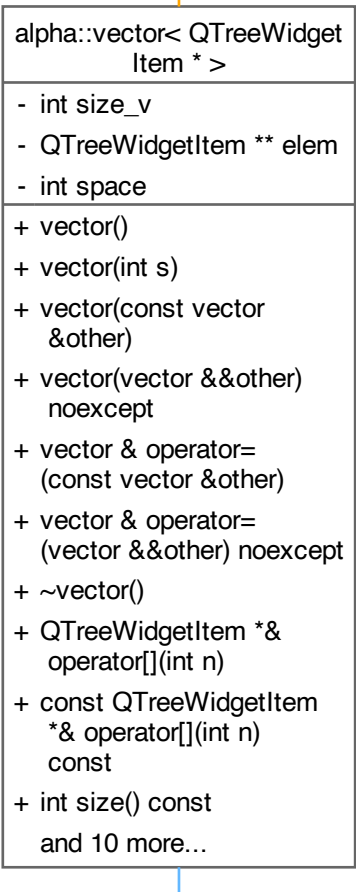 alpha::vector< QTreeWidget
Item * >
- int size_v
- QTreeWidgetItem ** elem
- int space
+ vector()
+ vector(int s)
+ vector(const vector
&other)
+ vector(vector &&other)
noexcept
+ vector & operator=
(const vector &other)
+ vector & operator=
(vector &&other) noexcept
+ ~vector()
+ QTreeWidgetItem *&
operator[](int n)
+ const QTreeWidgetItem
*& operator[](int n)
const
+ int size() const
and 10 more...